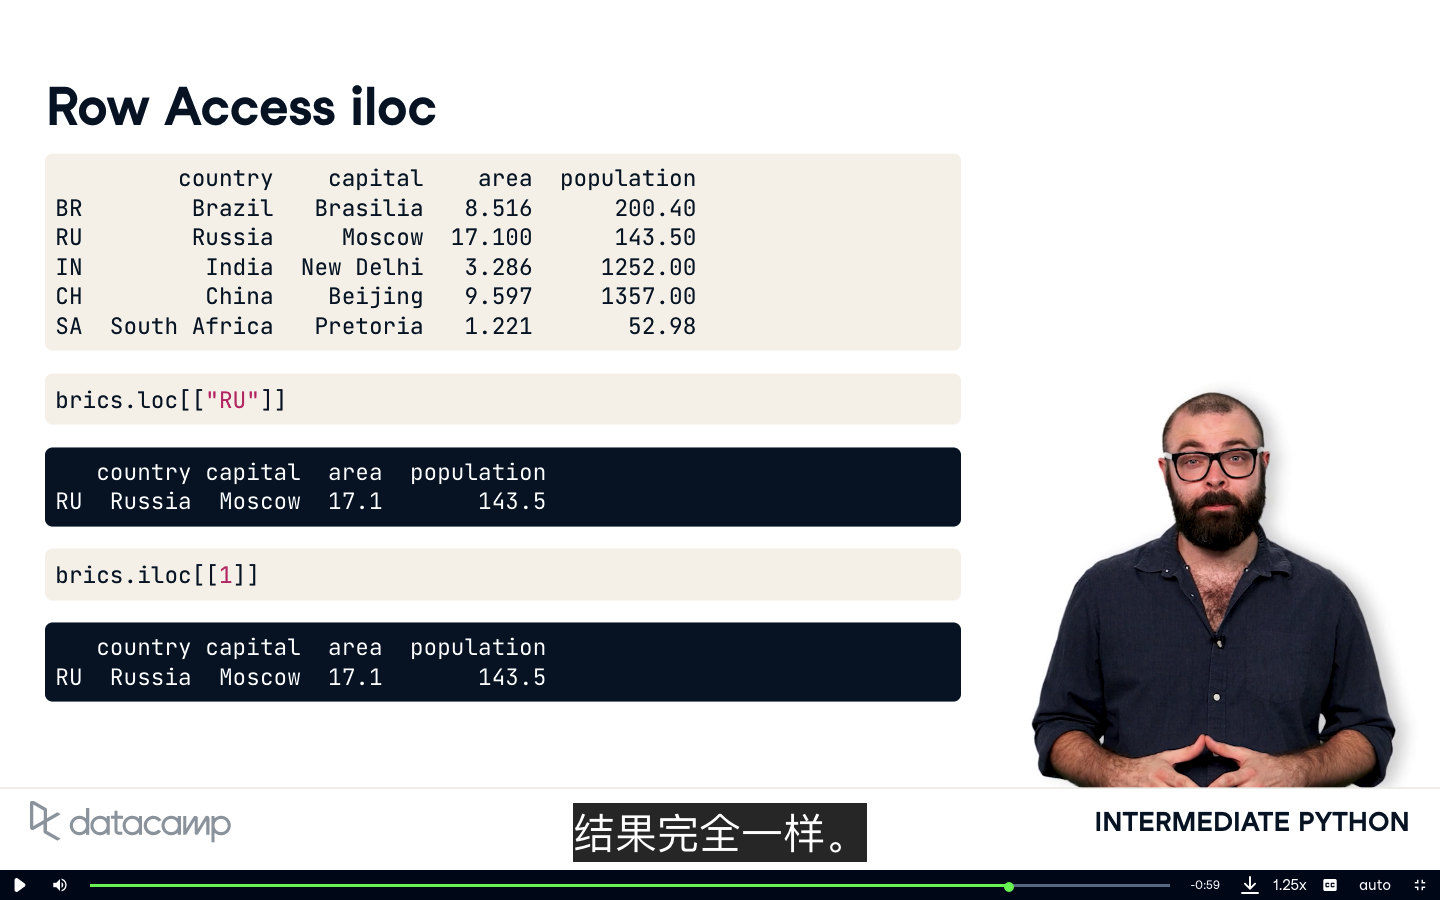 Row Access iloc
         country    capital    area  population
BR        Brazil   Brasilia   8.516      200.40
RU        Russia     Moscow  17.100      143.50
IN         India  New Delhi   3.286     1252.00
CH         China    Beijing   9.597     1357.00
SA  South Africa   Pretoria   1.221       52.98
brics.loc[["RU"]]
   country capital  area  population
RU  Russia  Moscow  17.1       143.5
brics.iloc[[1]]
   country capital  area  population
RU  Russia  Moscow  17.1       143.5
datacamp
结果完全一样。
INTERMEDIATE PYTHON
-0:59
1.25x
CC
auto